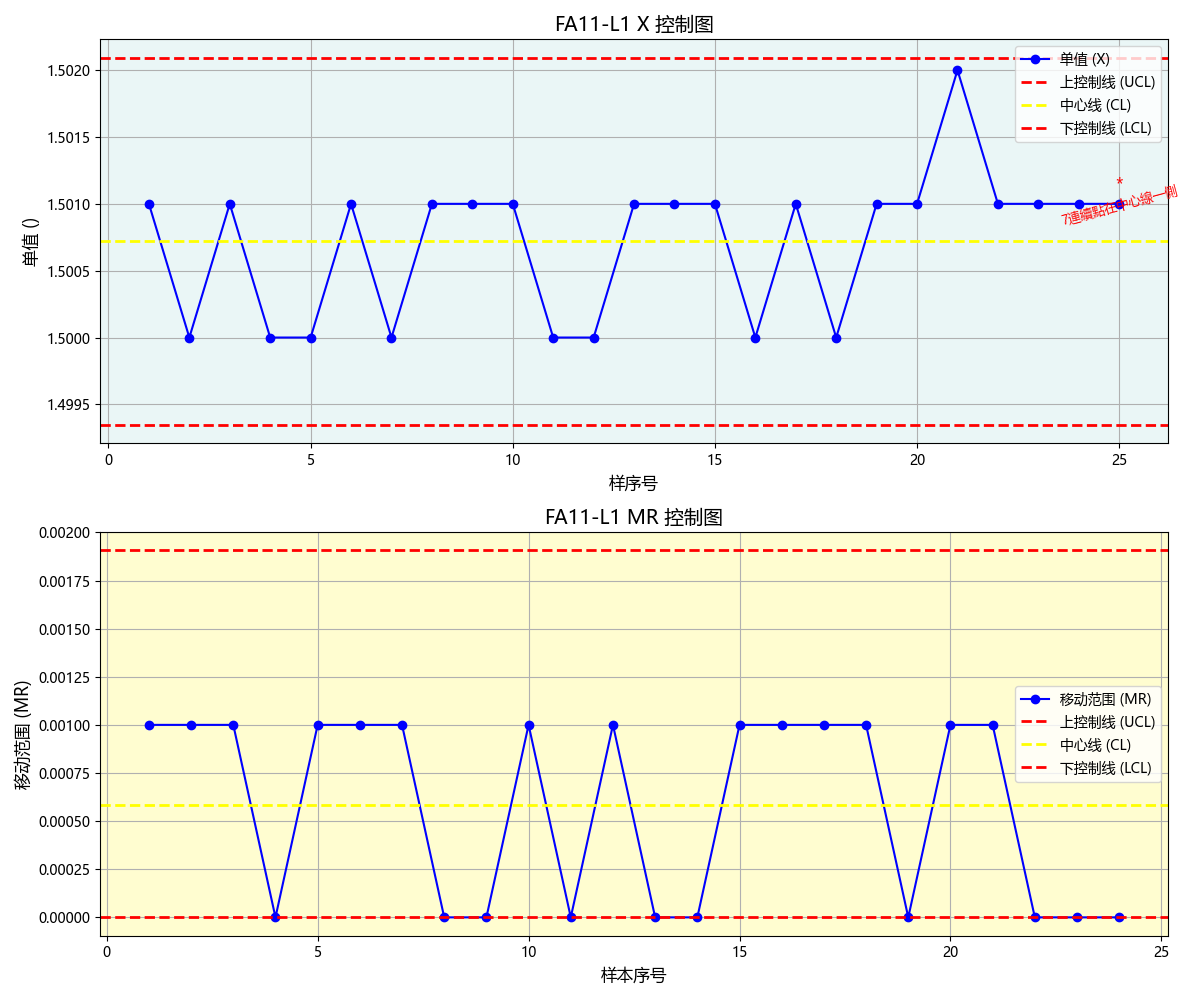 FA11-L1 X 控制图
单值 ()
1.5020
1.5015
1.5010
1.5005
1.5000
1.4995
单值 (X)
上控制线 (UCL)
中心线 (CL)
下控制线 (LCL)
*
7連續點在中心線一側
0
5
10
15
20
25
样序号
FA11-L1 MR 控制图
移动范围 (MR)
0.00200
0.00175
0.00150
0.00125
0.00100
0.00075
0.00050
0.00025
0.00000
移动范围 (MR)
上控制线 (UCL)
中心线 (CL)
下控制线 (LCL)
0
5
10
15
20
25
样本序号